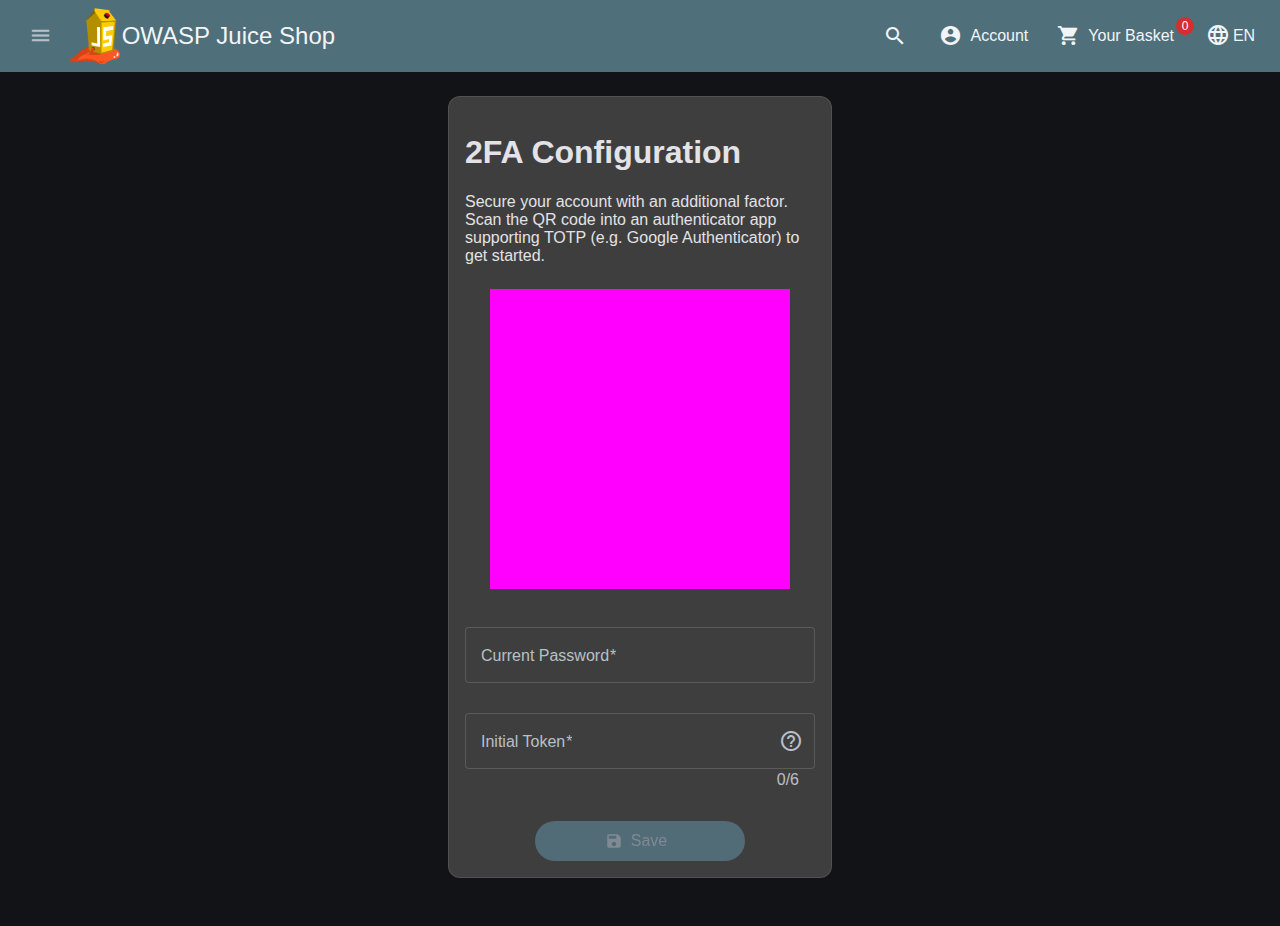 OWASP Juice Shop
Account
Your Basket
0
EN
2FA Configuration
Secure your account with an additional factor.
Scan the QR code into an authenticator app
supporting TOTP (e.g. Google Authenticator) to
get started.
Current Password*
Initial Token*
0/6
Save